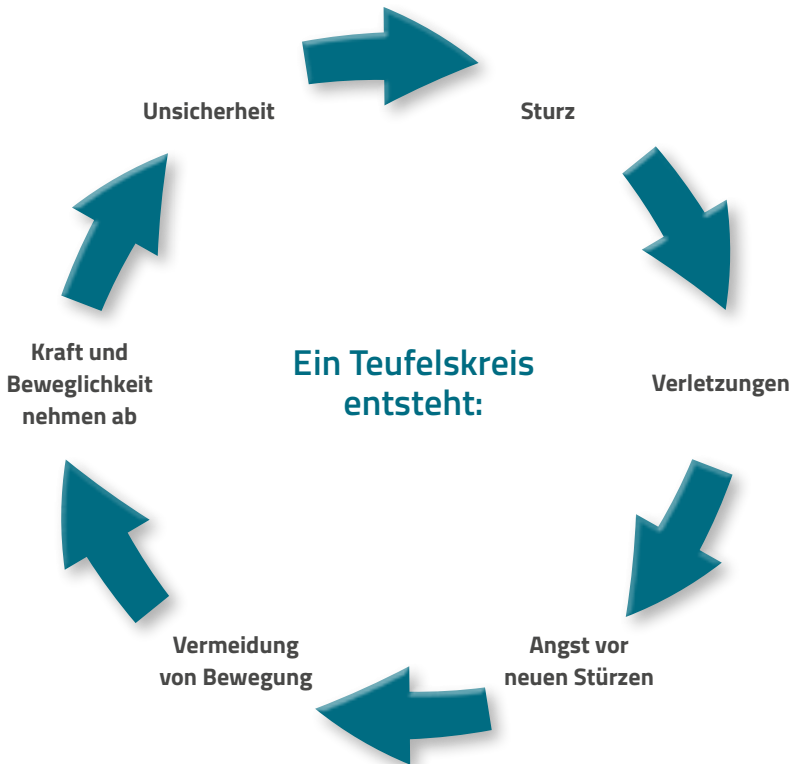 Unsicherheit
Sturz
Ein Teufelskreis
entsteht:
Verletzungen
Angst vor
neuen Stürzen
Vermeidung
von Bewegung
Kraft und
Beweglichkeit
nehmen ab